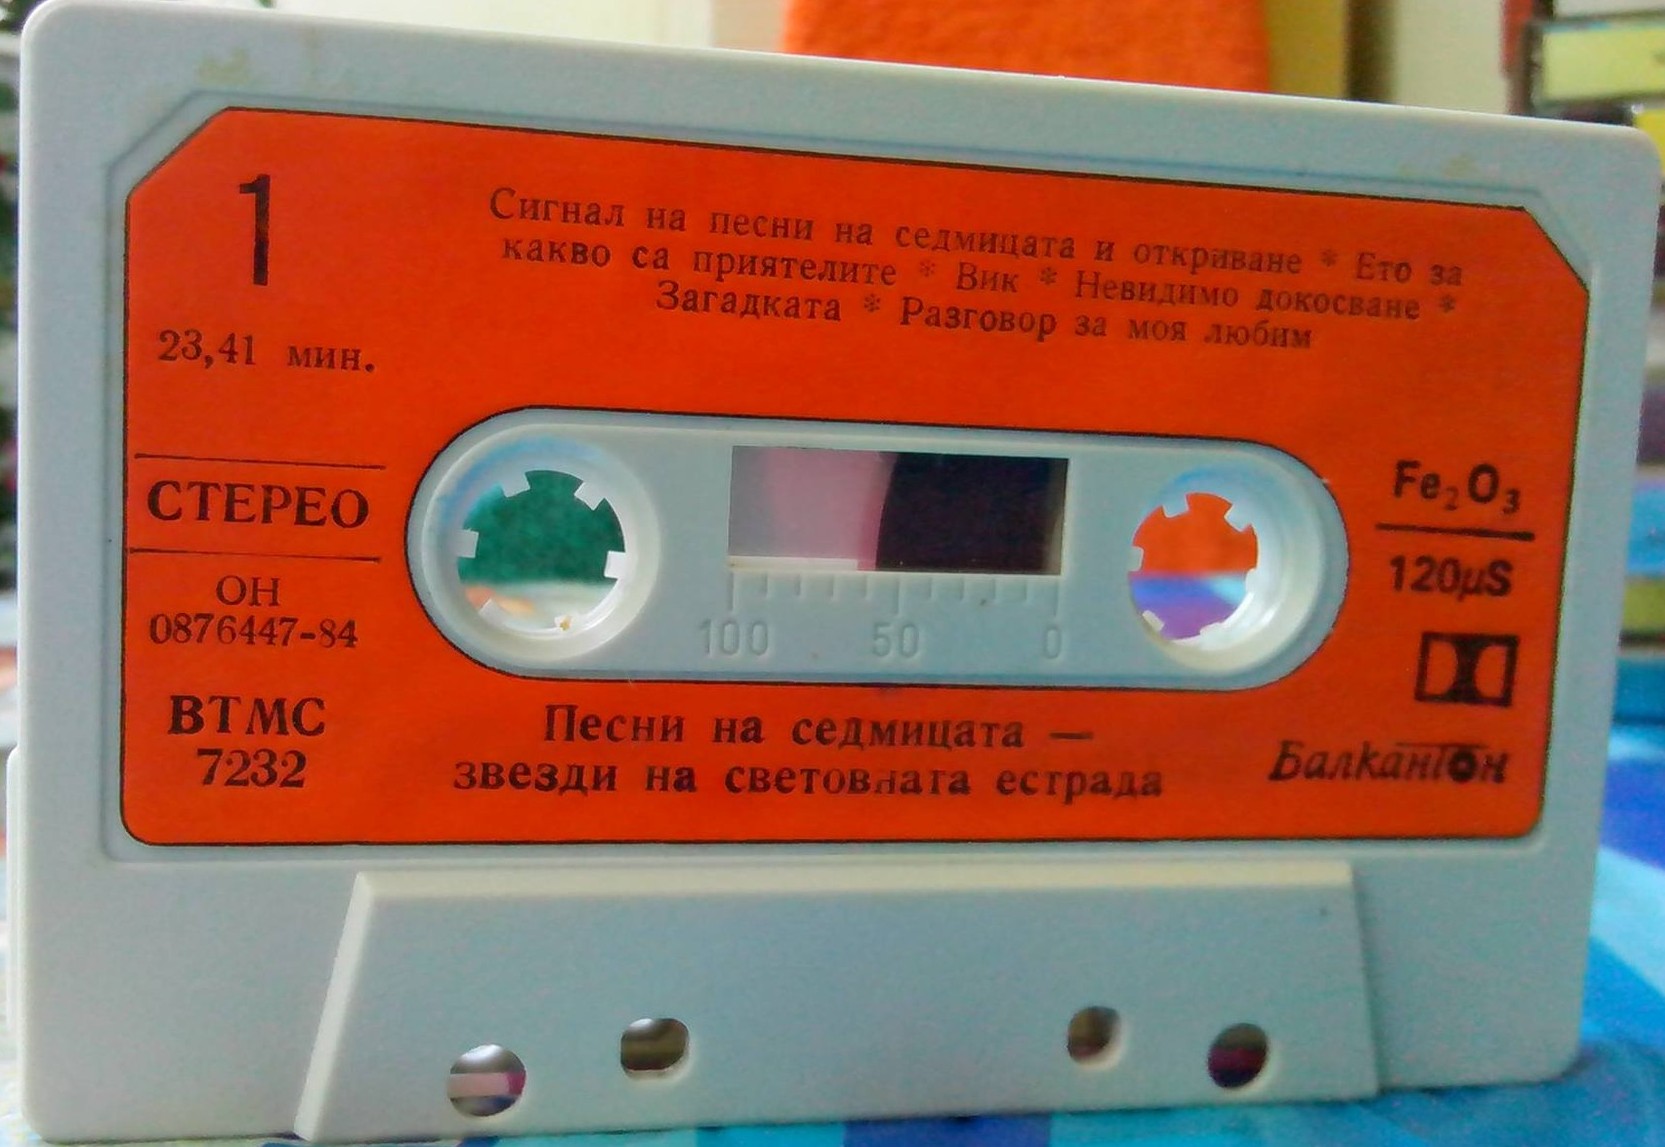 1
Сигнал на песни на седмицата и откриване * Ето за
какво са приятелите * Вик * Невидимо докосване *
Загадката * Разговор за моя любим
23,41 мин.
СТЕРЕО
ОН
0876447-84
ВТМС
7232
100 50 0
Fe₂O₃
120μS
Песни на седмицата —
звезди на световната естрада
Балкантон